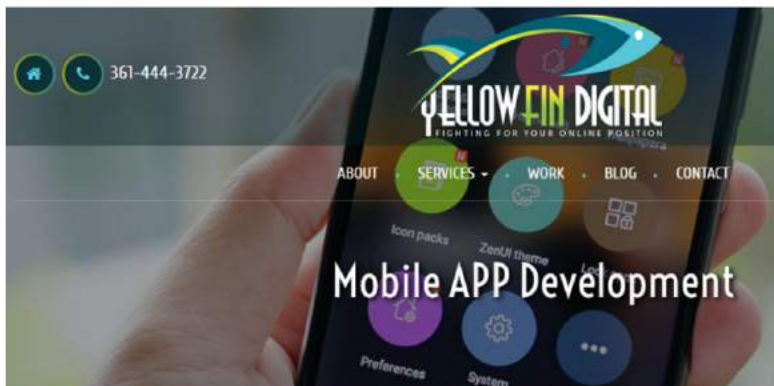 361-444-3722
YELLOWFIN DIGITAL
FIGHTING FOR YOUR ONLINE POSITION
ABOUT SERVICES WORK BLOG CONTACT
N
N
N
Icon packs
ZenUI theme
Mobile APP Development
Preferences
System